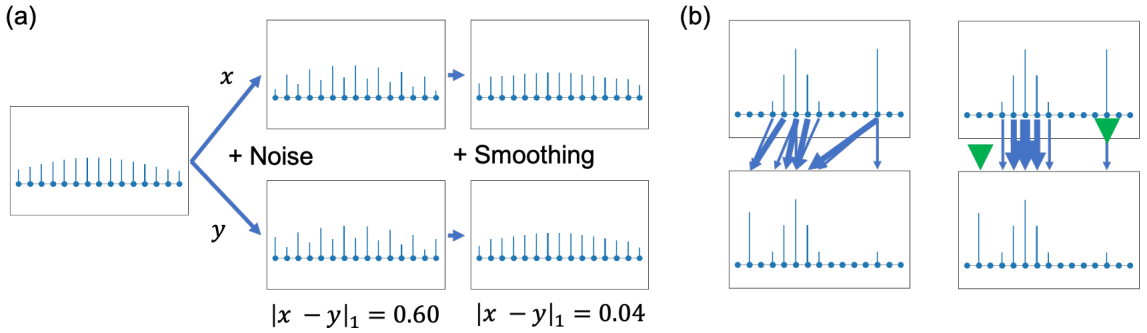 (a)
(b)
x
+ Noise
+ Smoothing
y
|x − y|₁ = 0.60
|x − y|₁ = 0.04